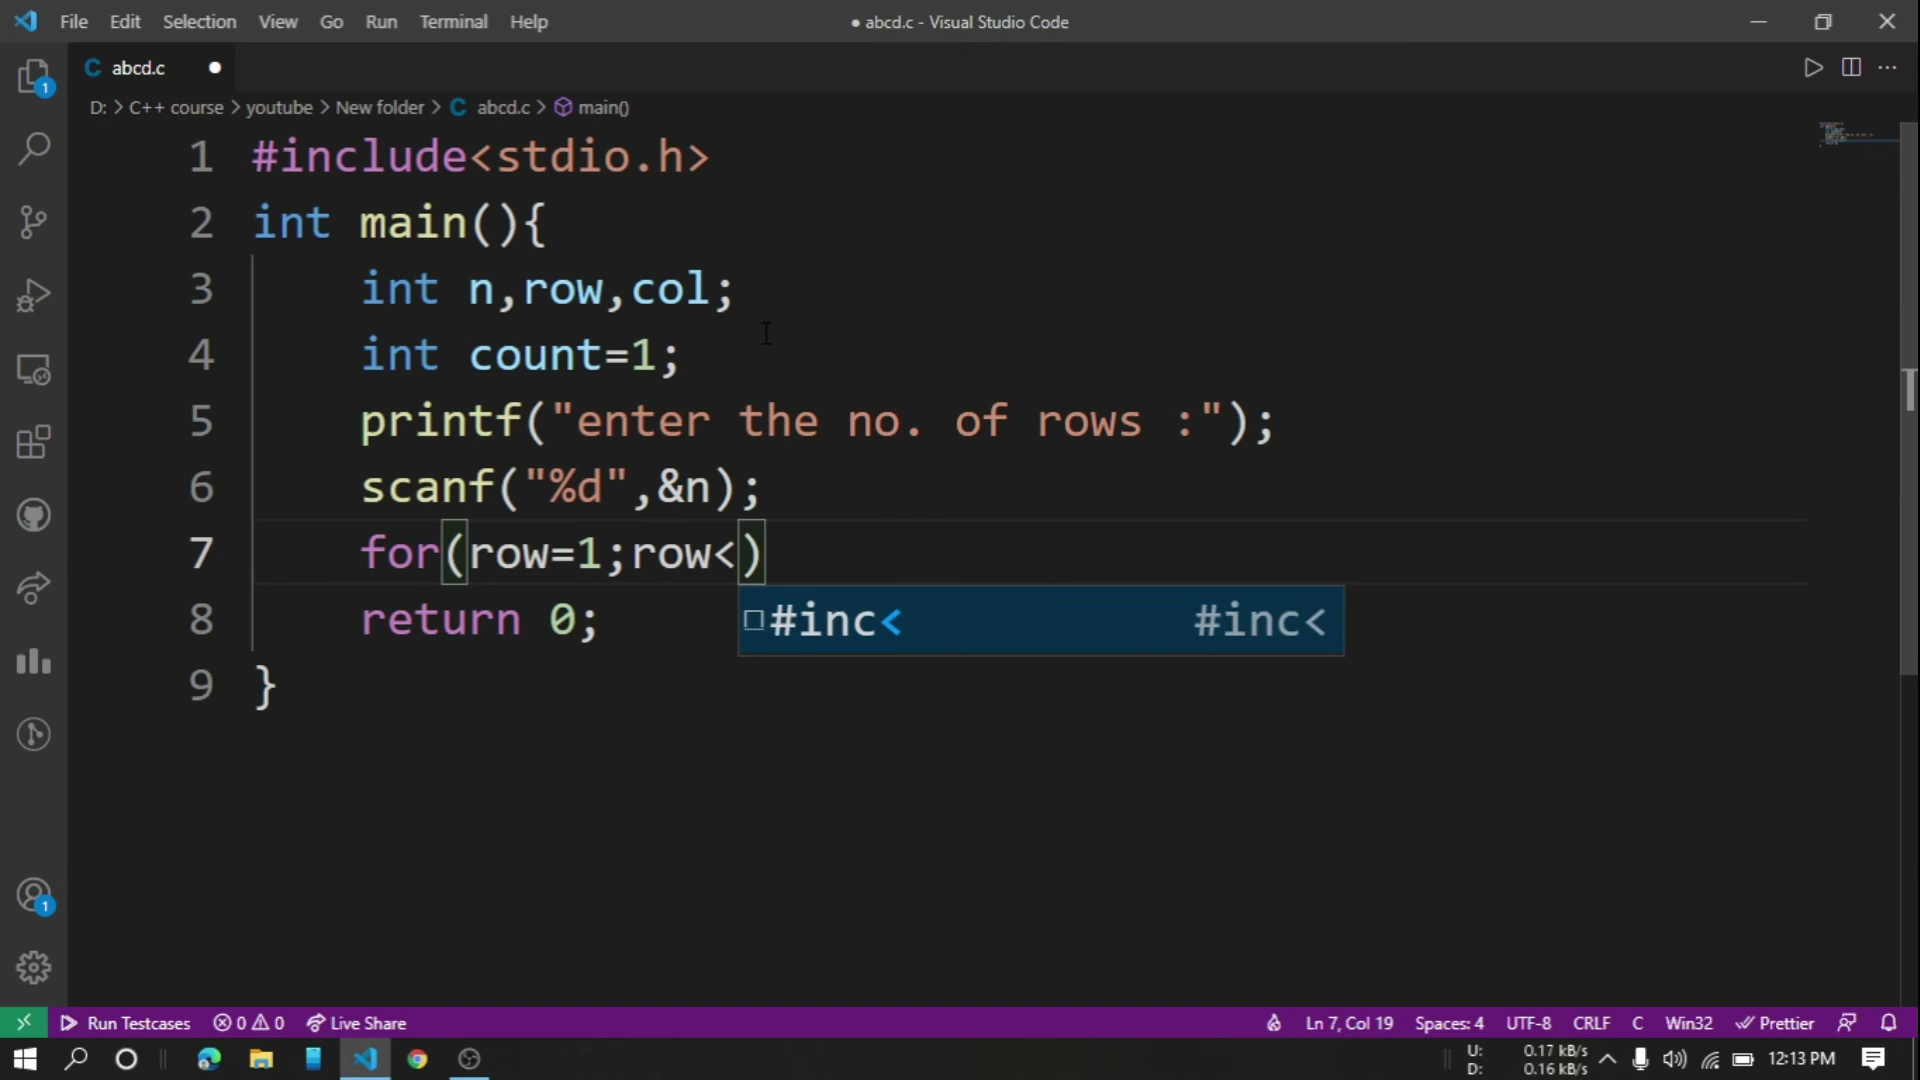 File Edit Selection View Go Run Terminal Help
● abcd.c - Visual Studio Code
C abcd.c ●
D: > C++ course > youtube > New folder > C abcd.c > main()
1 #include<stdio.h>
2 int main(){
3 int n,row,col;
4 int count=1;
5 printf("enter the no. of rows :");
6 scanf("%d",&n);
7 for(row=1;row<)
#inc< #inc<
8 return 0;
9 }
1
1
Run Testcases 0 0 Live Share
Ln 7, Col 19 Spaces: 4 UTF-8 CRLF C Win32 Prettier
U: 0.17 kB/s
D: 0.16 kB/s
12:13 PM